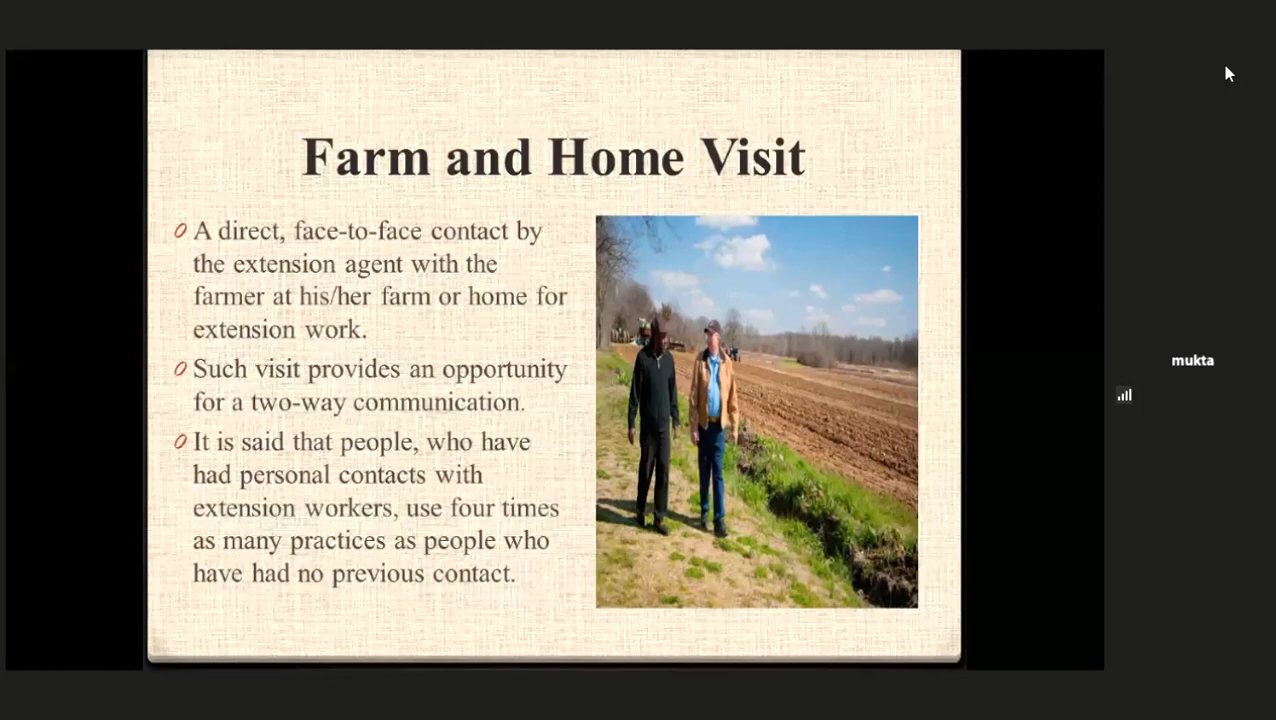 Farm and Home Visit
A direct, face-to-face contact by
the extension agent with the
farmer at his/her farm or home for
extension work.
Such visit provides an opportunity
for a two-way communication.
It is said that people, who have
had personal contacts with
extension workers, use four times
as many practices as people who
have had no previous contact.
mukta